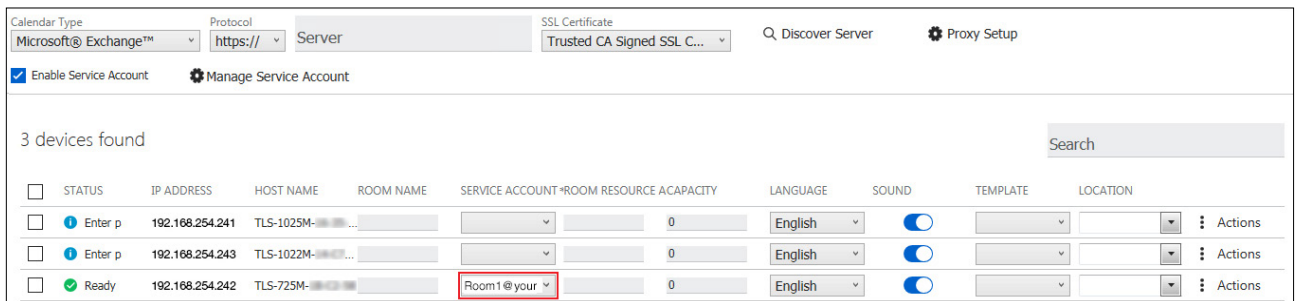 Calendar Type Protocol SSL Certificate
Microsoft® Exchange™ https:// Server Trusted CA Signed SSL C... Discover Server Proxy Setup
Enable Service Account Manage Service Account
3 devices found Search
STATUS IP ADDRESS HOST NAME ROOM NAME SERVICE ACCOUNT *ROOM RESOURCE ACAPACITY LANGUAGE SOUND TEMPLATE LOCATION
Enter p 192.168.254.241 TLS-1025M- ... 0 English Actions
Enter p 192.168.254.243 TLS-1022M- ... 0 English Actions
Ready 192.168.254.242 TLS-725M- Room1@your 0 English Actions